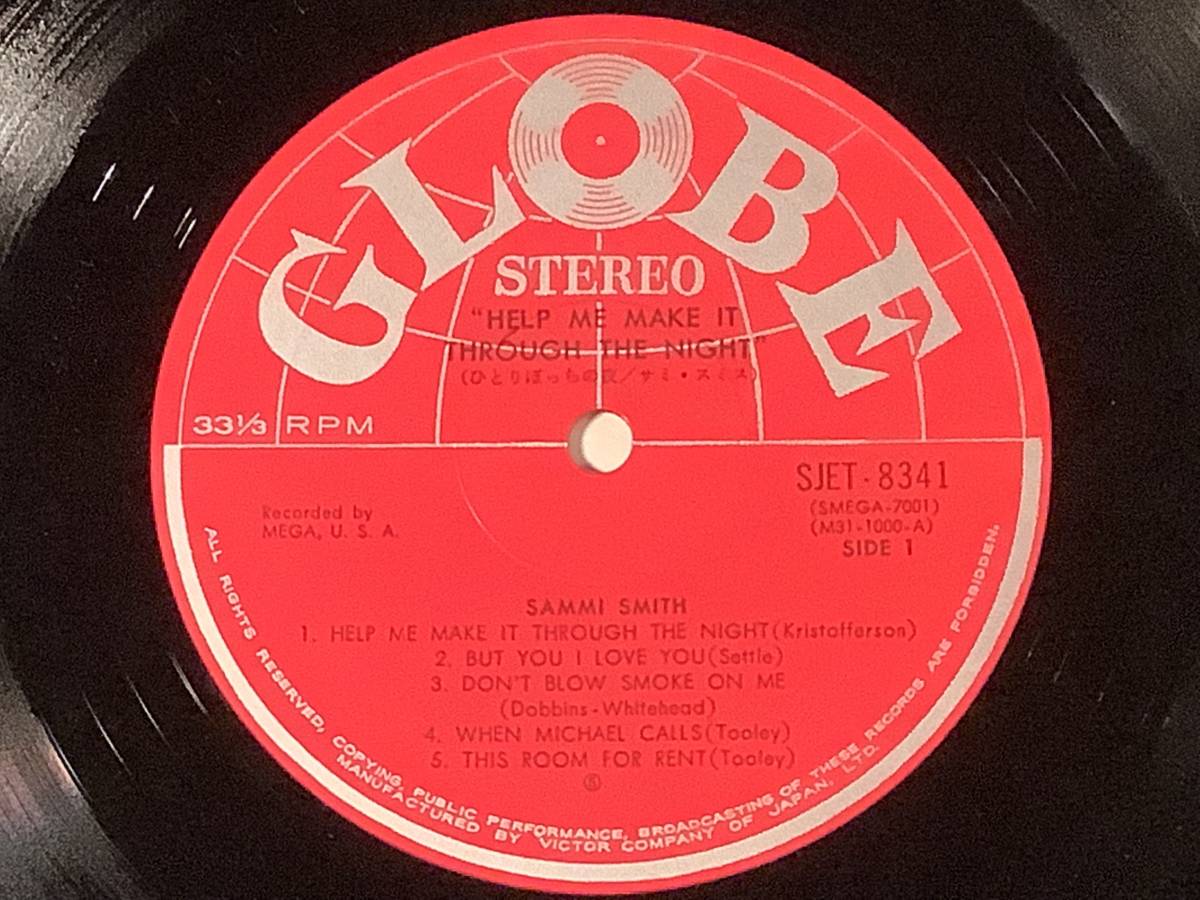 GLOBE
STEREO
"HELP ME MAKE IT
THROUGH THE NIGHT"
(ひとりぼっちの夜/サミ・スミス)
33⅓ RPM
SJET-8341
(SMEGA-7001)
(M31-1000-A)
SIDE 1
Recorded by
MEGA, U. S. A.
SAMMI SMITH
1. HELP ME MAKE IT THROUGH THE NIGHT(Kristofferson)
2. BUT YOU I LOVE YOU(Settle)
3. DON'T BLOW SMOKE ON ME
(Dobbins-Whitehead)
4. WHEN MICHAEL CALLS(Tooley)
5. THIS ROOM FOR RENT(Tooley)
ALL RIGHTS RESERVED, COPYING, PUBLIC PERFORMANCE, BROADCASTING OF THESE RECORDS ARE FORBIDDEN.
MANUFACTURED BY VICTOR COMPANY OF JAPAN, LTD.